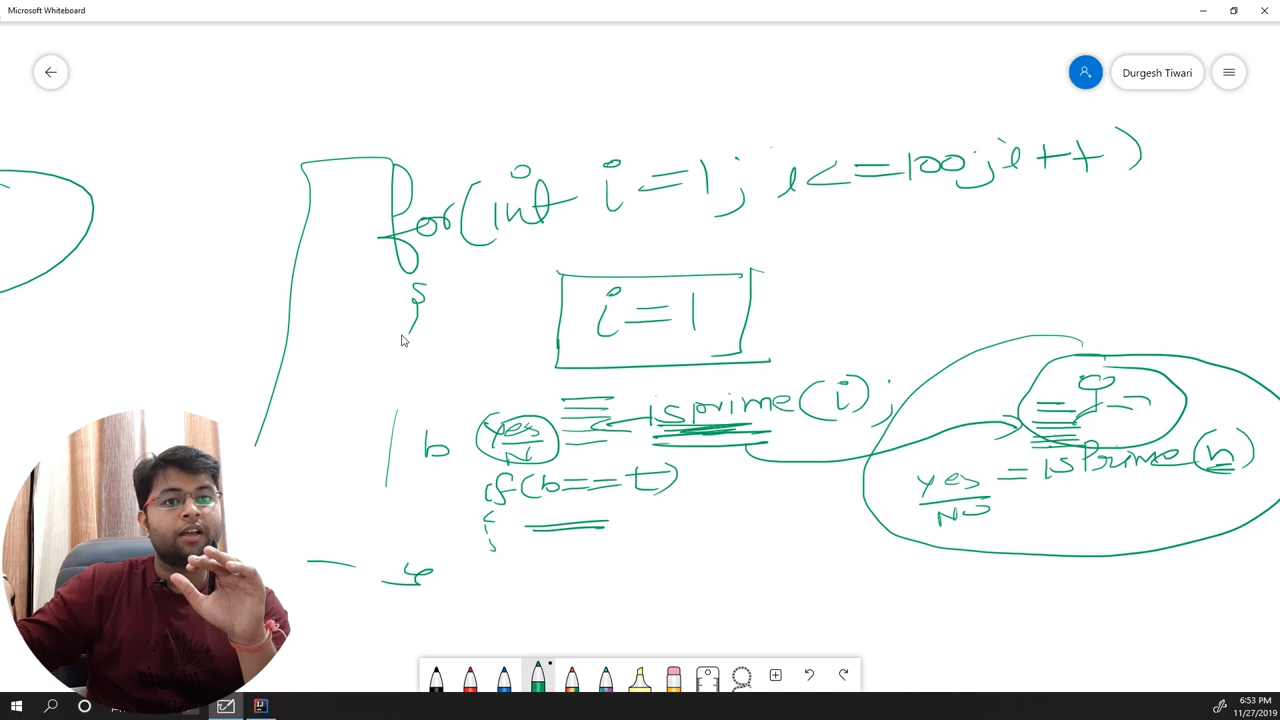 Microsoft Whiteboard
Durgesh Tiwari
for(int i=1; i<=100; i++)
{
i=1
isprime(i);
b yes
N
if(b==t)
{
yes = isPrime(n)
NO
6:53 PM
11/27/2019